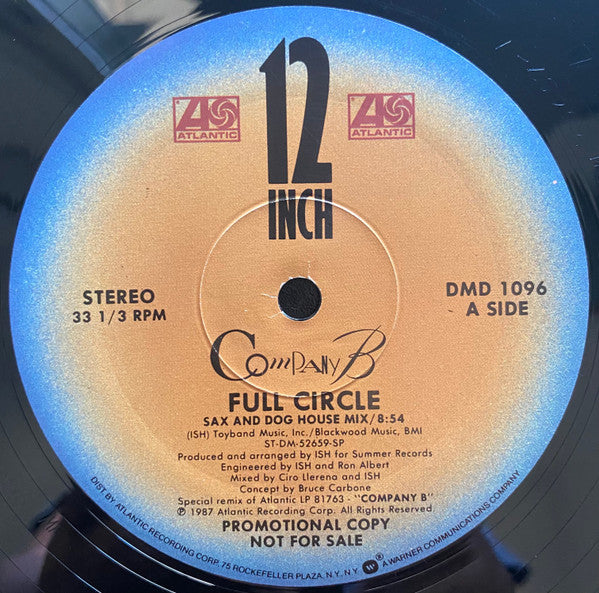 12
INCH
ATLANTIC
ATLANTIC
STEREO
33 1/3 RPM
DMD 1096
A SIDE
Company B
FULL CIRCLE
SAX AND DOG HOUSE MIX/8:54
(ISH) Toyband Music, Inc./Blackwood Music, BMI
ST-DM-52659-SP
Produced and arranged by ISH for Summer Records
Engineered by ISH and Ron Albert
Mixed by Ciro Llerena and ISH
Concept by Bruce Carbone
Special remix of Atlantic LP 81763 - "COMPANY B"
℗ 1987 Atlantic Recording Corp. All Rights Reserved
PROMOTIONAL COPY
NOT FOR SALE
DIST BY ATLANTIC RECORDING CORP. 75 ROCKEFELLER PLAZA, N.Y., N.Y. ® A WARNER COMMUNICATIONS COMPANY